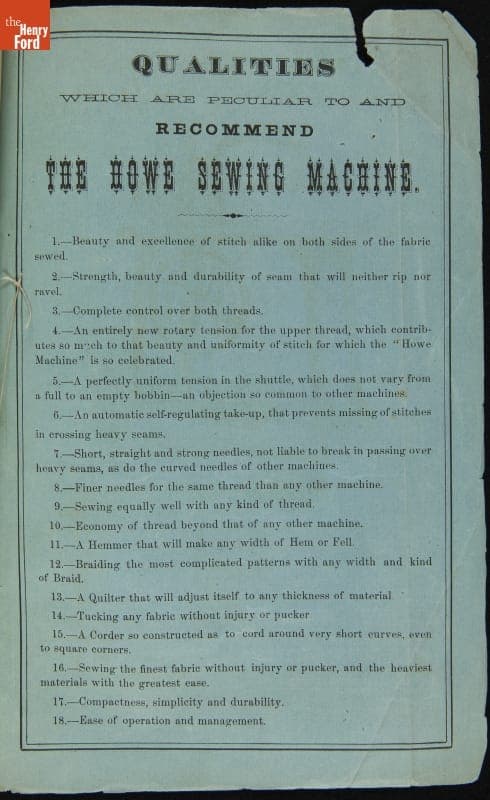 the
Henry
Ford
QUALITIES
WHICH ARE PECULIAR TO AND
RECOMMEND
THE HOWE SEWING MACHINE.
1.—Beauty and excellence of stitch alike on both sides of the fabric
sewed.
2.—Strength, beauty and durability of seam that will neither rip nor
ravel.
3.—Complete control over both threads.
4.—An entirely new rotary tension for the upper thread, which contrib-
utes so much to that beauty and uniformity of stitch for which the "Howe
Machine" is so celebrated.
5.—A perfectly uniform tension in the shuttle, which does not vary from
a full to an empty bobbin—an objection so common to other machines.
6.—An automatic self-regulating take-up, that prevents missing of stitches
in crossing heavy seams.
7.—Short, straight and strong needles, not liable to break in passing over
heavy seams, as do the curved needles of other machines.
8.—Finer needles for the same thread than any other machine.
9.—Sewing equally well with any kind of thread.
10.—Economy of thread beyond that of any other machine.
11.—A Hemmer that will make any width of Hem or Fell.
12.—Braiding the most complicated patterns with any width and kind
of Braid.
13.—A Quilter that will adjust itself to any thickness of material
14.—Tucking any fabric without injury or pucker
15.—A Corder so constructed as to cord around very short curves, even
to square corners.
16.—Sewing the finest fabric without injury or pucker, and the heaviest
materials with the greatest ease.
17.—Compactness, simplicity and durability.
18.—Ease of operation and management.